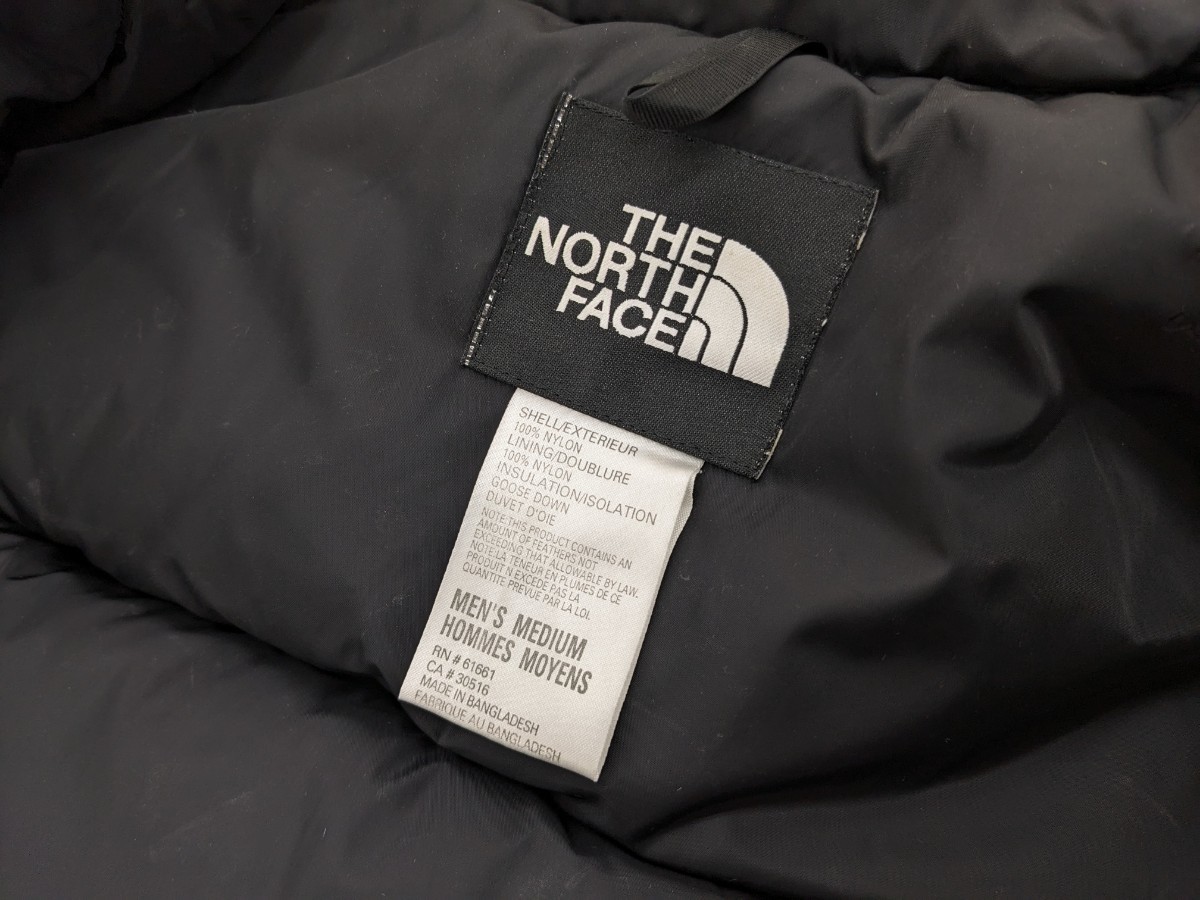 THE
NORTH
FACE
SHELL/EXTERIEUR
100% NYLON
LINING/DOUBLURE
100% NYLON
INSULATION/ISOLATION
GOOSE DOWN
DUVET D'OIE
NOTE:THIS PRODUCT CONTAINS AN
AMOUNT OF FEATHERS NOT
EXCEEDING THAT ALLOWABLE BY LAW.
NOTE:LA TENEUR EN PLUMES DE CE
PRODUIT N EXCEDE PAS LA
QUANTITE PREVUE PAR LA LOI.
MEN'S MEDIUM
HOMMES MOYENS
RN # 61661
CA # 30516
MADE IN BANGLADESH
FABRIQUE AU BANGLADESH